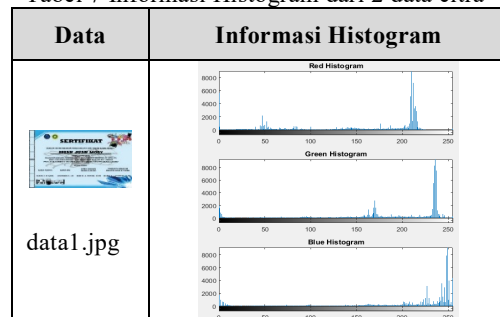 Tabel 7 Informasi Histogram dari 2 data citra
Data
Informasi Histogram
SERTIFIKAT
data1.jpg
Red Histogram
8000
6000
4000
2000
0
0 50 100 150 200 250
Green Histogram
8000
6000
4000
2000
0
0 50 100 150 200 250
Blue Histogram
8000
6000
4000
2000
0
0 50 100 150 200 250